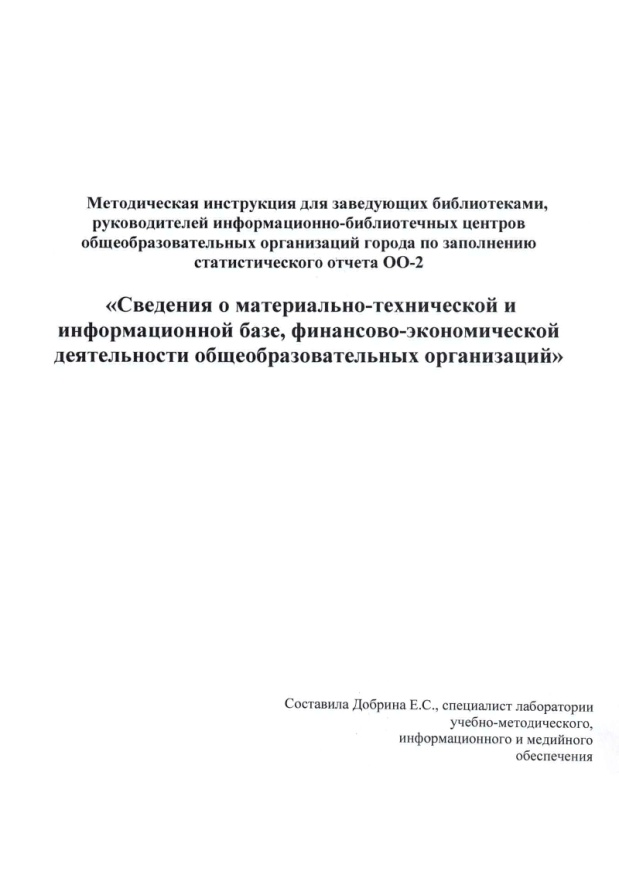 Методическая инструкция для заведующих библиотеками,
руководителей информационно-библиотечных центров
общеобразовательных организаций города по заполнению
статистического отчета ОО-2
«Сведения о материально-технической и
информационной базе, финансово-экономической
деятельности общеобразовательных организаций»
Составила Добрина Е.С., специалист лаборатории
учебно-методического,
информационного и медийного
обеспечения